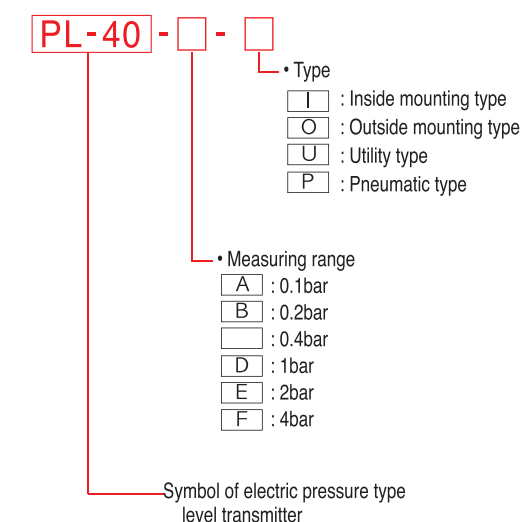 PL-40 - □ - □
• Type
I : Inside mounting type
O : Outside mounting type
U : Utility type
P : Pneumatic type
• Measuring range
A : 0.1bar
B : 0.2bar
: 0.4bar
D : 1bar
E : 2bar
F : 4bar
Symbol of electric pressure type
level transmitter